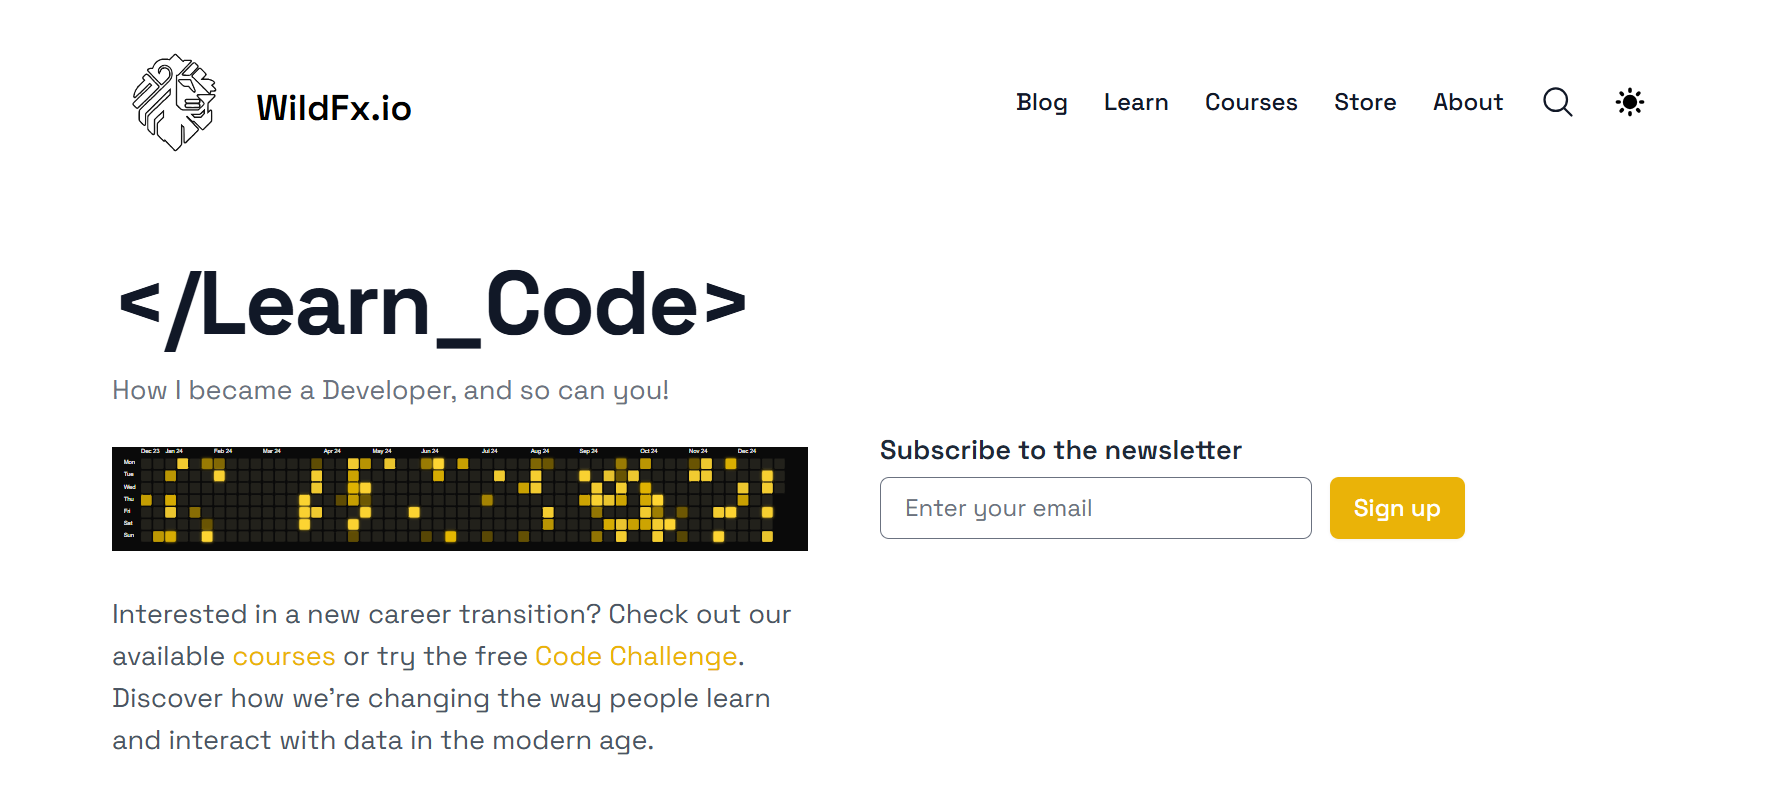 WildFx.io
Blog Learn Courses Store About
</Learn_Code>
How I became a Developer, and so can you!
Dec 23 Jan 24 Feb 24 Mar 24 Apr 24 May 24 Jun 24 Jul 24 Aug 24 Sep 24 Oct 24 Nov 24 Dec 24
Mon
Tue
Wed
Thu
Fri
Sat
Sun
Subscribe to the newsletter
Enter your email
Sign up
Interested in a new career transition? Check out our
available courses or try the free Code Challenge.
Discover how we’re changing the way people learn
and interact with data in the modern age.